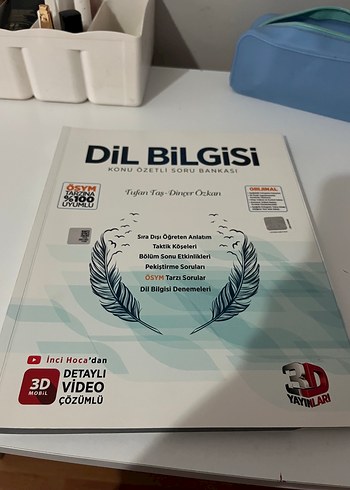 DİL BİLGİSİ
KONU ÖZETLİ SORU BANKASI
ÖSYM
TARZINA
%100
UYUMLU
Tufan Taş-Dinçer Özkan
ORİJİNAL
Sıra Dışı Öğreten Anlatım
Taktik Köşeleri
Bölüm Sonu Etkinlikleri
Pekiştirme Soruları
ÖSYM Tarzı Sorular
Dil Bilgisi Denemeleri
İnci Hoca'dan
3D
MOBİL
DETAYLI
VİDEO
ÇÖZÜMLÜ
3D
YAYINLARI